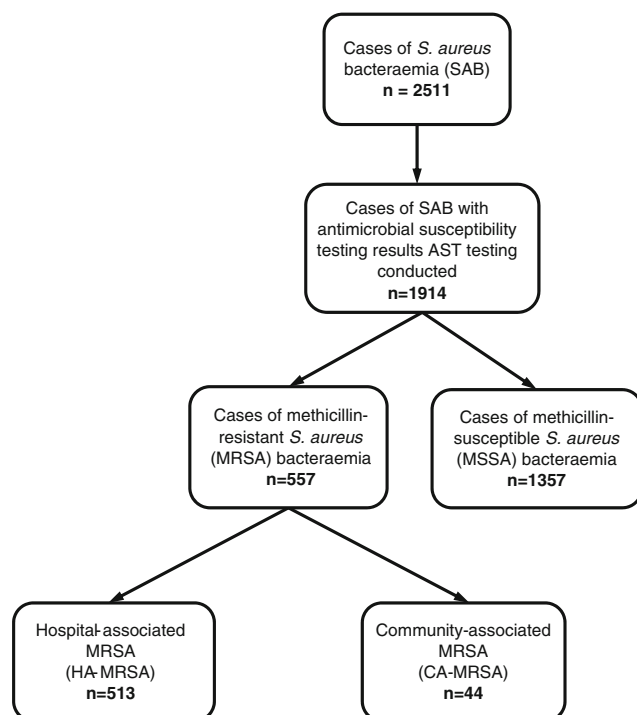 Cases of S. aureus
bacteraemia (SAB)
n = 2511
Cases of SAB with
antimicrobial susceptibility
testing results AST testing
conducted
n=1914
Cases of methicillin-
resistant S. aureus
(MRSA) bacteraemia
n=557
Cases of methicillin-
susceptible S. aureus
(MSSA) bacteraemia
n=1357
Hospital-associated
MRSA
(HA-MRSA)
n=513
Community-associated
MRSA
(CA-MRSA)
n=44